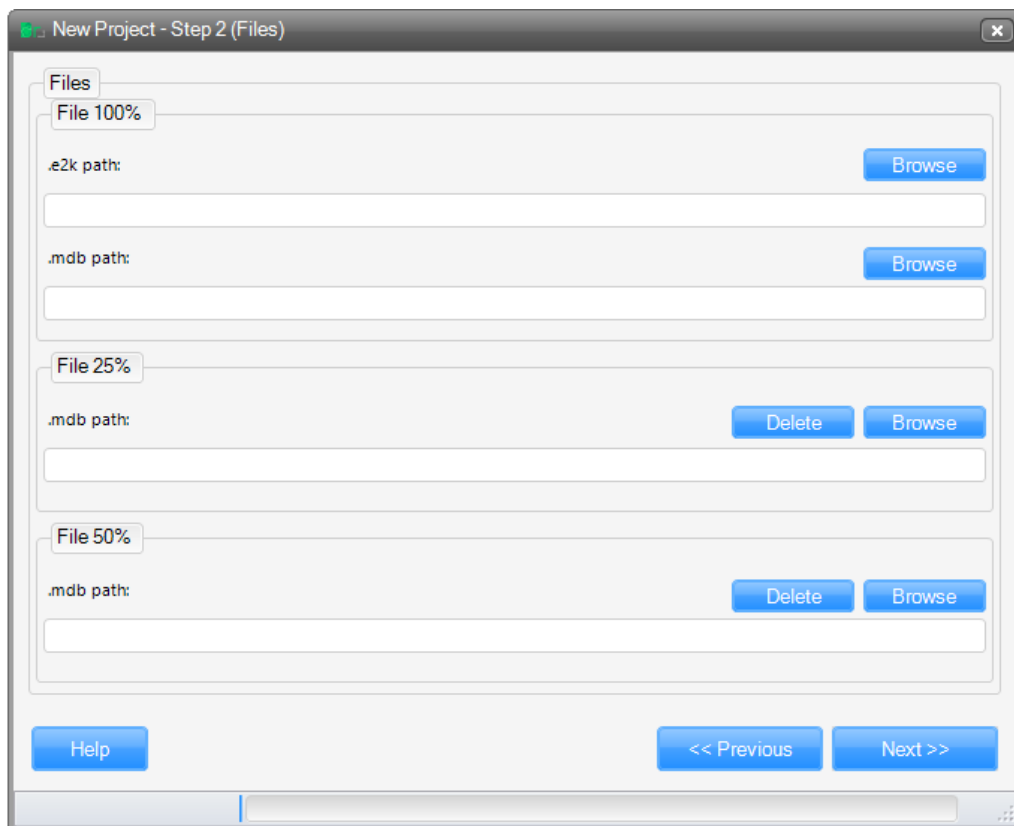 New Project - Step 2 (Files)
Files
File 100%
.e2k path:
Browse
.mdb path:
Browse
File 25%
.mdb path:
Delete
Browse
File 50%
.mdb path:
Delete
Browse
Help
<< Previous
Next >>